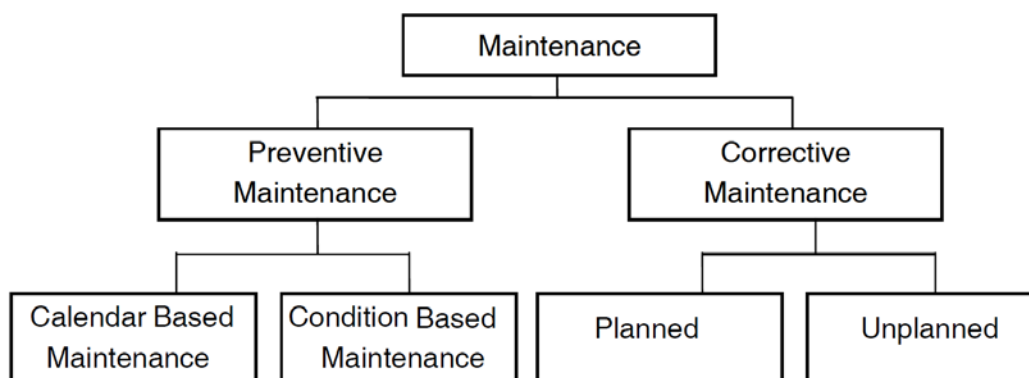 Maintenance
Preventive
Maintenance
Corrective
Maintenance
Calendar Based
Maintenance
Condition Based
Maintenance
Planned
Unplanned